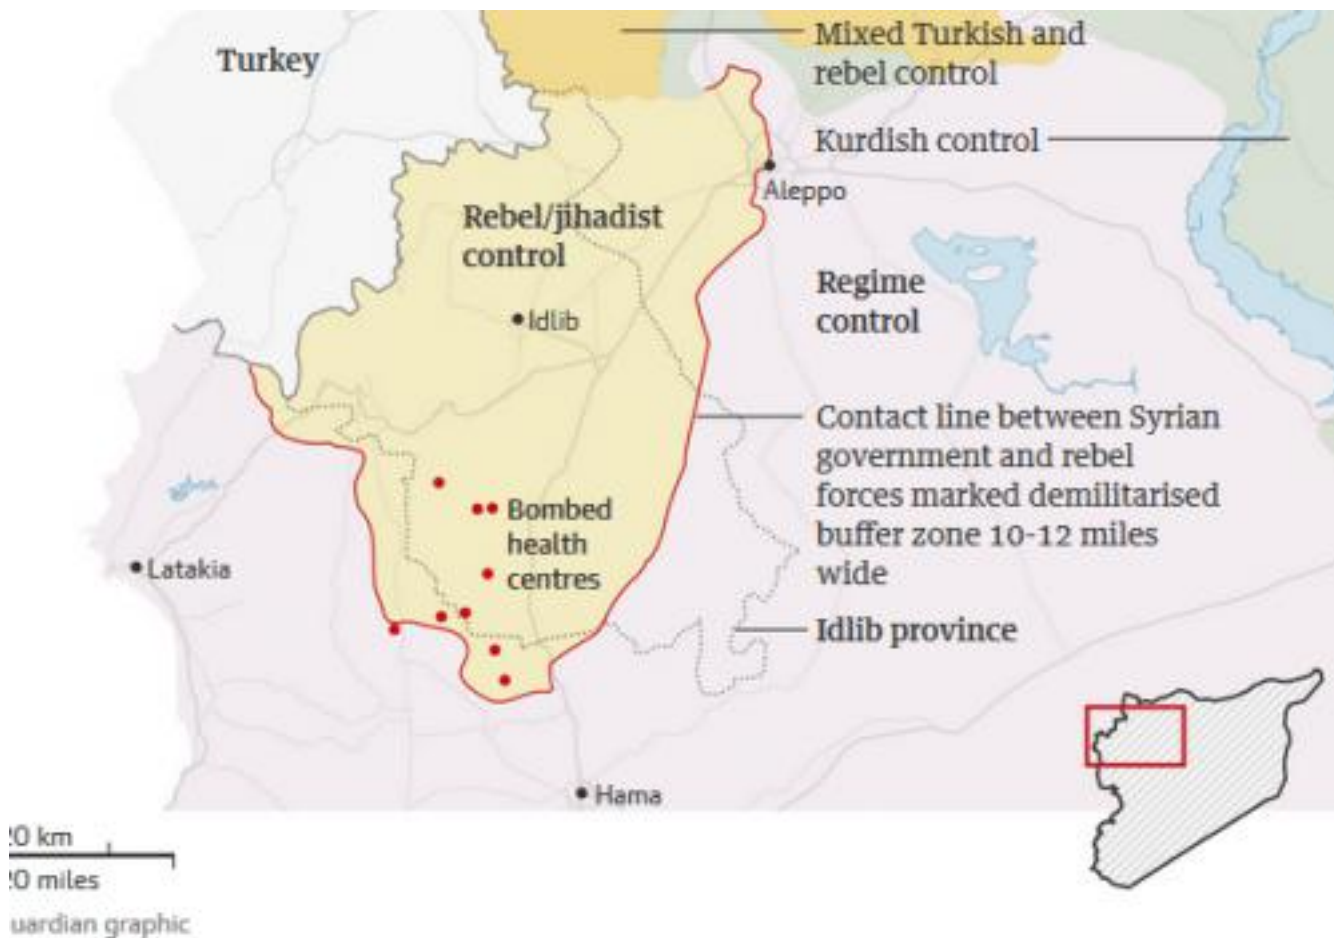 Turkey
Mixed Turkish and
rebel control
Kurdish control
Aleppo
Rebel/jihadist
control
Idlib
Regime
control
Contact line between Syrian
government and rebel
forces marked demilitarised
buffer zone 10-12 miles
wide
Bombed
health
centres
Latakia
Idlib province
Hama
0 km
0 miles
uardian graphic